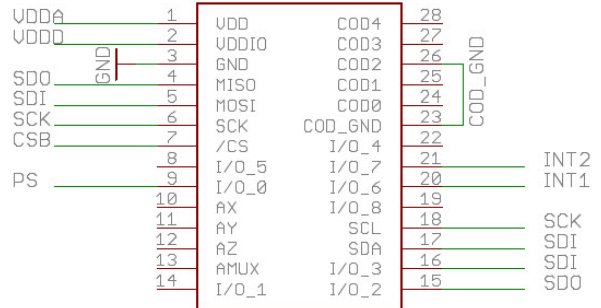 VDDA 1 VDD COD4 28
VDDD 2 VDDIO COD3 27
GND 3 GND COD2 26
SDO 4 MISO COD1 25
SDI 5 MOSI COD0 24
SCK 6 SCK COD_GND 23 COD_GND
CSB 7 /CS I/O_4 22
8 I/O_5 I/O_7 21 INT2
PS 9 I/O_0 I/O_6 20 INT1
10 AX I/O_8 19
11 AY SCL 18 SCK
12 AZ SDA 17 SDI
13 AMUX I/O_3 16 SDI
14 I/O_1 I/O_2 15 SDO